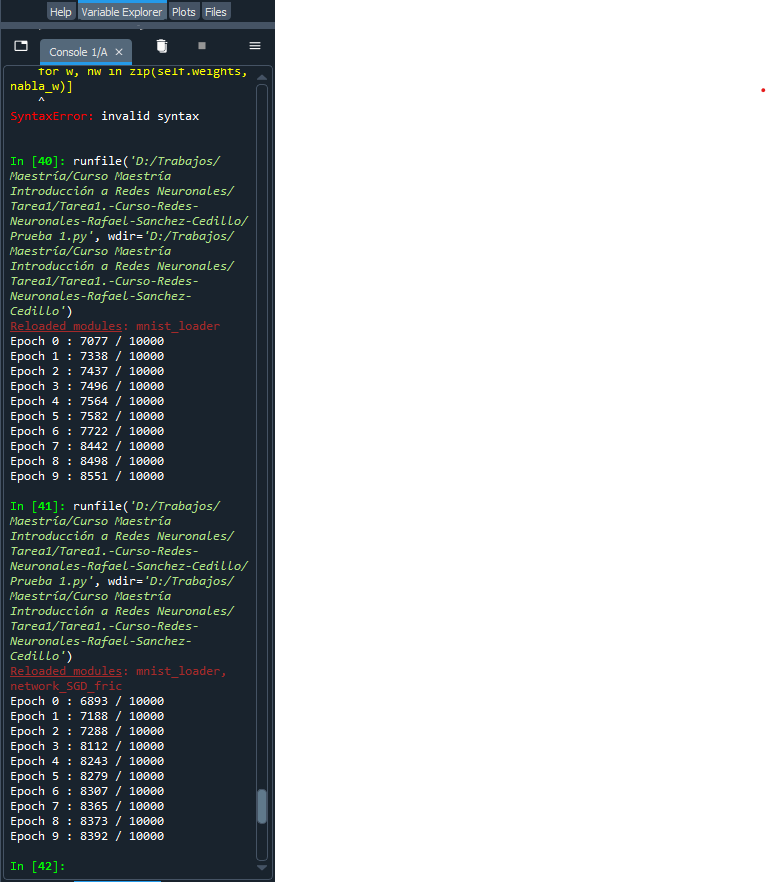 Help Variable Explorer Plots Files
Console 1/A ×
for w, nw in zip(self.weights,
nabla_w)]
^
SyntaxError: invalid syntax
In [40]: runfile('D:/Trabajos/
Maestría/Curso Maestría
Introducción a Redes Neuronales/
Tarea1/Tarea1.-Curso-Redes-
Neuronales-Rafael-Sanchez-Cedillo/
Prueba 1.py', wdir='D:/Trabajos/
Maestría/Curso Maestría
Introducción a Redes Neuronales/
Tarea1/Tarea1.-Curso-Redes-
Neuronales-Rafael-Sanchez-
Cedillo')
Reloaded modules: mnist_loader
Epoch 0 : 7077 / 10000
Epoch 1 : 7338 / 10000
Epoch 2 : 7437 / 10000
Epoch 3 : 7496 / 10000
Epoch 4 : 7564 / 10000
Epoch 5 : 7582 / 10000
Epoch 6 : 7722 / 10000
Epoch 7 : 8442 / 10000
Epoch 8 : 8498 / 10000
Epoch 9 : 8551 / 10000
In [41]: runfile('D:/Trabajos/
Maestría/Curso Maestría
Introducción a Redes Neuronales/
Tarea1/Tarea1.-Curso-Redes-
Neuronales-Rafael-Sanchez-Cedillo/
Prueba 1.py', wdir='D:/Trabajos/
Maestría/Curso Maestría
Introducción a Redes Neuronales/
Tarea1/Tarea1.-Curso-Redes-
Neuronales-Rafael-Sanchez-
Cedillo')
Reloaded modules: mnist_loader,
network_SGD_fric
Epoch 0 : 6893 / 10000
Epoch 1 : 7188 / 10000
Epoch 2 : 7288 / 10000
Epoch 3 : 8112 / 10000
Epoch 4 : 8243 / 10000
Epoch 5 : 8279 / 10000
Epoch 6 : 8307 / 10000
Epoch 7 : 8365 / 10000
Epoch 8 : 8373 / 10000
Epoch 9 : 8392 / 10000
In [42]: